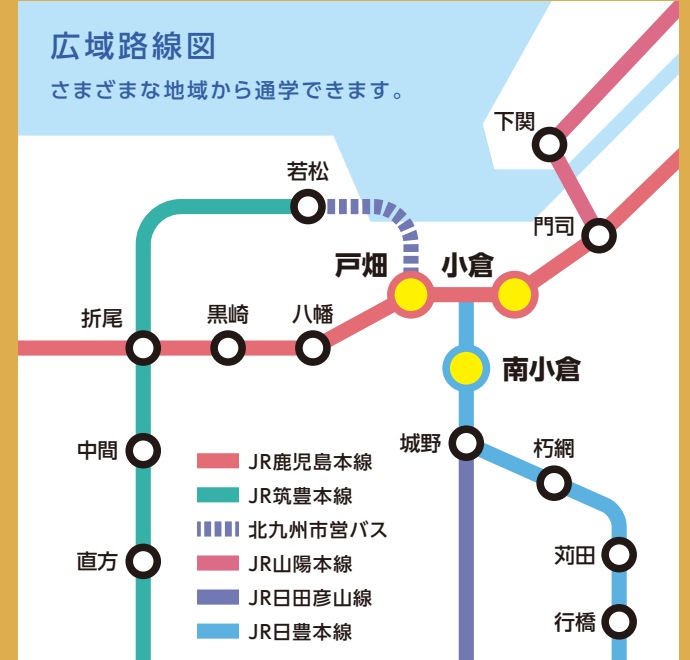 広域路線図
さまざまな地域から通学できます。
下関
若松
門司
戸畑
小倉
折尾
黒崎
八幡
南小倉
城野
中間
朽網
直方
苅田
行橋
JR鹿児島本線
JR筑豊本線
北九州市営バス
JR山陽本線
JR日田彦山線
JR日豊本線